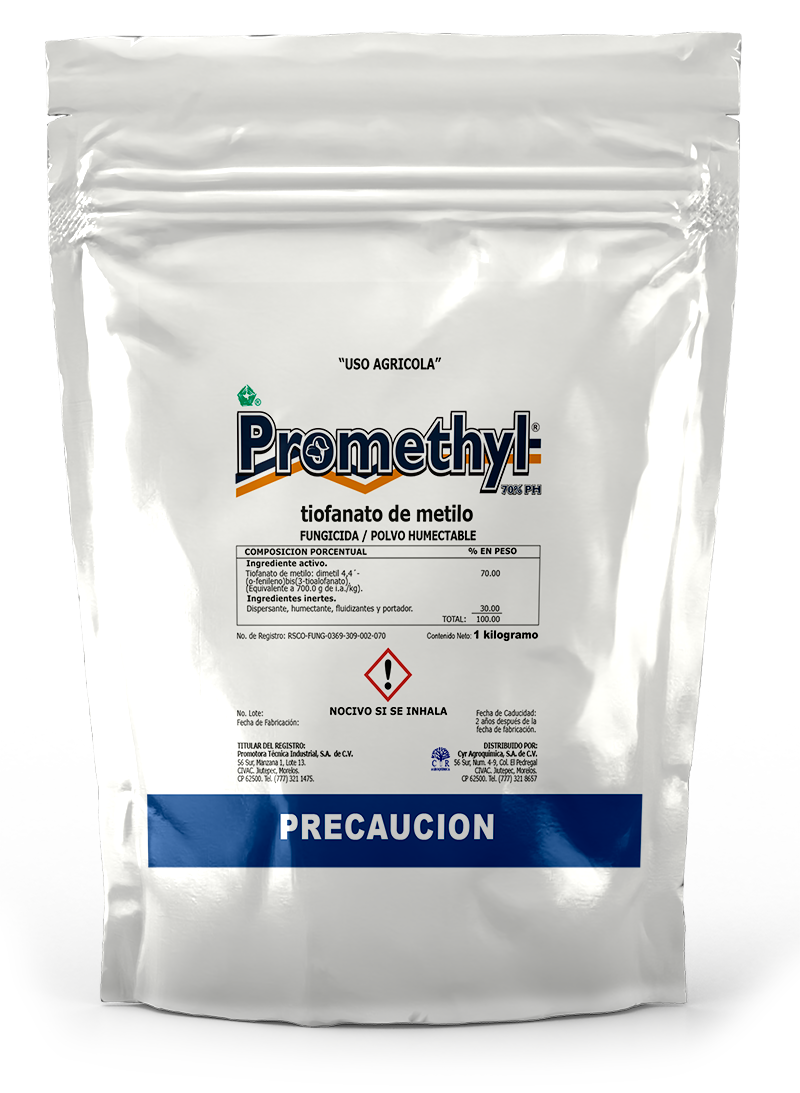 “USO AGRICOLA”
®
Promethyl®
70% PH
tiofanato de metilo
FUNGICIDA / POLVO HUMECTABLE
COMPOSICION PORCENTUAL % EN PESO
Ingrediente activo.
Tiofanato de metilo: dimetil 4,4´- 70.00
(o-fenileno)bis(3-tioalofanato).
(Equivalente a 700.0 g de i.a./kg).
Ingredientes inertes.
Dispersante, humectante, fluidizantes y portador. 30.00
TOTAL: 100.00
No. de Registro: RSCO-FUNG-0369-309-002-070 Contenido Neto: 1 kilogramo
!
NOCIVO SI SE INHALA
No. Lote:
Fecha de Fabricación:
Fecha de Caducidad:
2 años después de la
fecha de fabricación.
TITULAR DEL REGISTRO:
Promotora Técnica Industrial, S.A. de C.V.
56 Sur, Manzana 1, Lote 13.
CIVAC. Jiutepec, Morelos.
CP 62500. Tel. (777) 321 1475.
CYR
AGROQUIMICA
DISTRIBUIDO POR:
Cyr Agroquímica, S.A. de C.V.
56 Sur, Num. 4-9, Col. El Pedregal
CIVAC. Jiutepec, Morelos.
CP 62500. Tel. (777) 321 8657
PRECAUCION